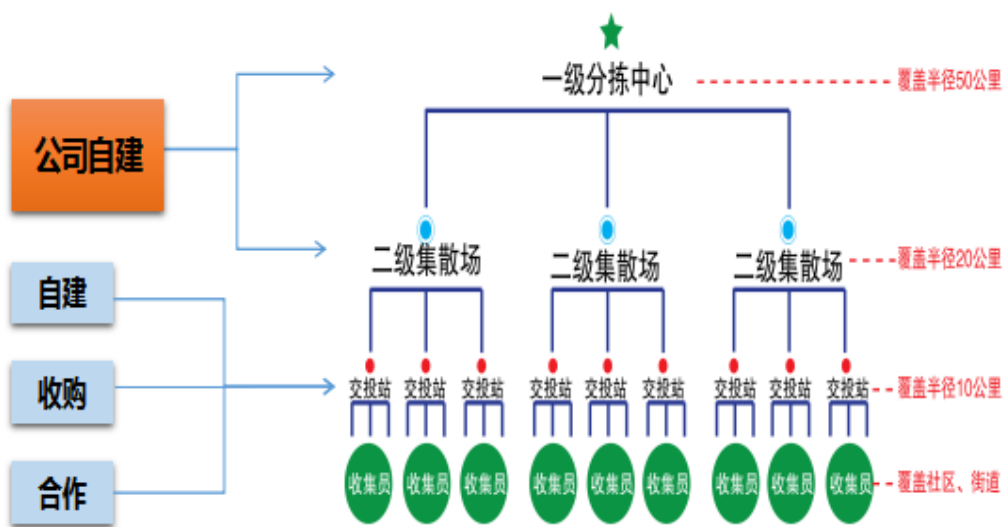 一级分拣中心
覆盖半径50公里
公司自建
二级集散场
二级集散场
二级集散场
覆盖半径20公里
自建
收购
合作
交投站 交投站 交投站 交投站 交投站 交投站 交投站 交投站 交投站
覆盖半径10公里
收集员 收集员 收集员 收集员 收集员 收集员 收集员 收集员 收集员
覆盖社区、街道